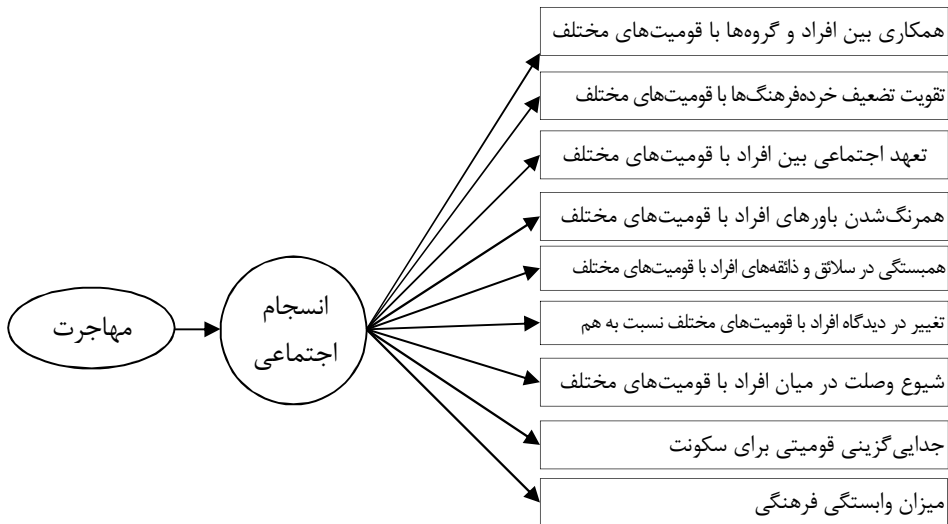 همکاری بین افراد و گروه‌ها با قومیت‌های مختلف
تقویت تضعیف خرده‌فرهنگ‌ها با قومیت‌های مختلف
تعهد اجتماعی بین افراد با قومیت‌های مختلف
همرنگ‌شدن باورهای افراد با قومیت‌های مختلف
همبستگی در سلائق و ذائقه‌های افراد با قومیت‌های مختلف
تغییر در دیدگاه افراد با قومیت‌های مختلف نسبت به هم
شیوع وصلت در میان افراد با قومیت‌های مختلف
جدایی‌گزینی قومیتی برای سکونت
میزان وابستگی فرهنگی
انسجام
اجتماعی
مهاجرت